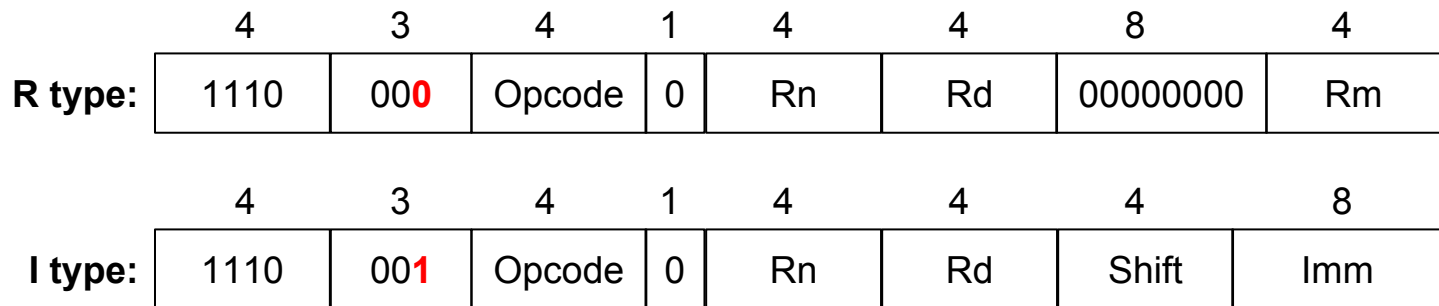 4 3 4 1 4 4 8 4
R type: 1110 000 Opcode 0 Rn Rd 00000000 Rm
4 3 4 1 4 4 4 8
I type: 1110 001 Opcode 0 Rn Rd Shift Imm